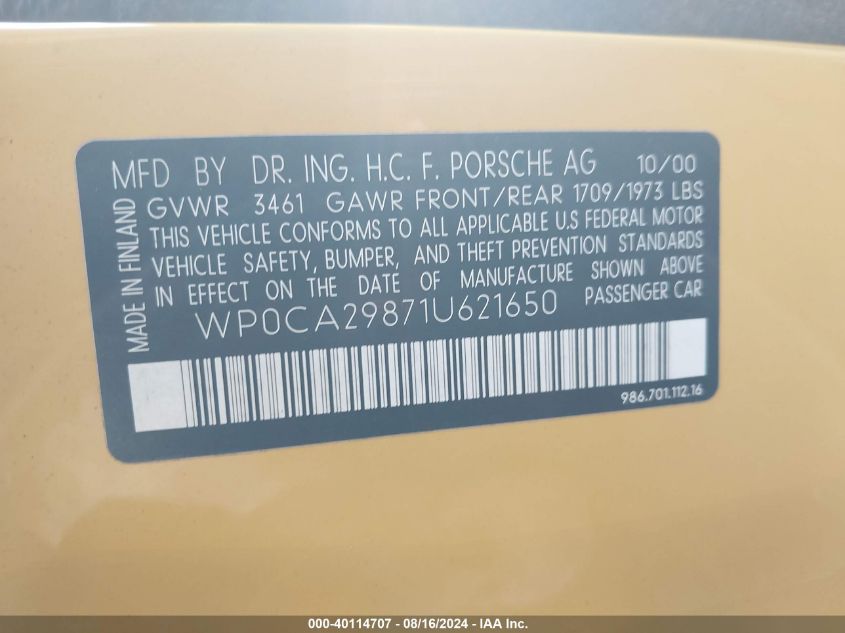 MFD BY DR. ING. H.C. F. PORSCHE AG 10/00
GVWR 3461 GAWR FRONT/REAR 1709/1973 LBS
THIS VEHICLE CONFORMS TO ALL APPLICABLE U.S FEDERAL MOTOR
VEHICLE SAFETY, BUMPER, AND THEFT PREVENTION STANDARDS
IN EFFECT ON THE DATE OF MANUFACTURE SHOWN ABOVE
WP0CA29871U621650 PASSENGER CAR
MADE IN FINLAND
986.701.112.16
000-40114707 - 08/16/2024 - IAA Inc.